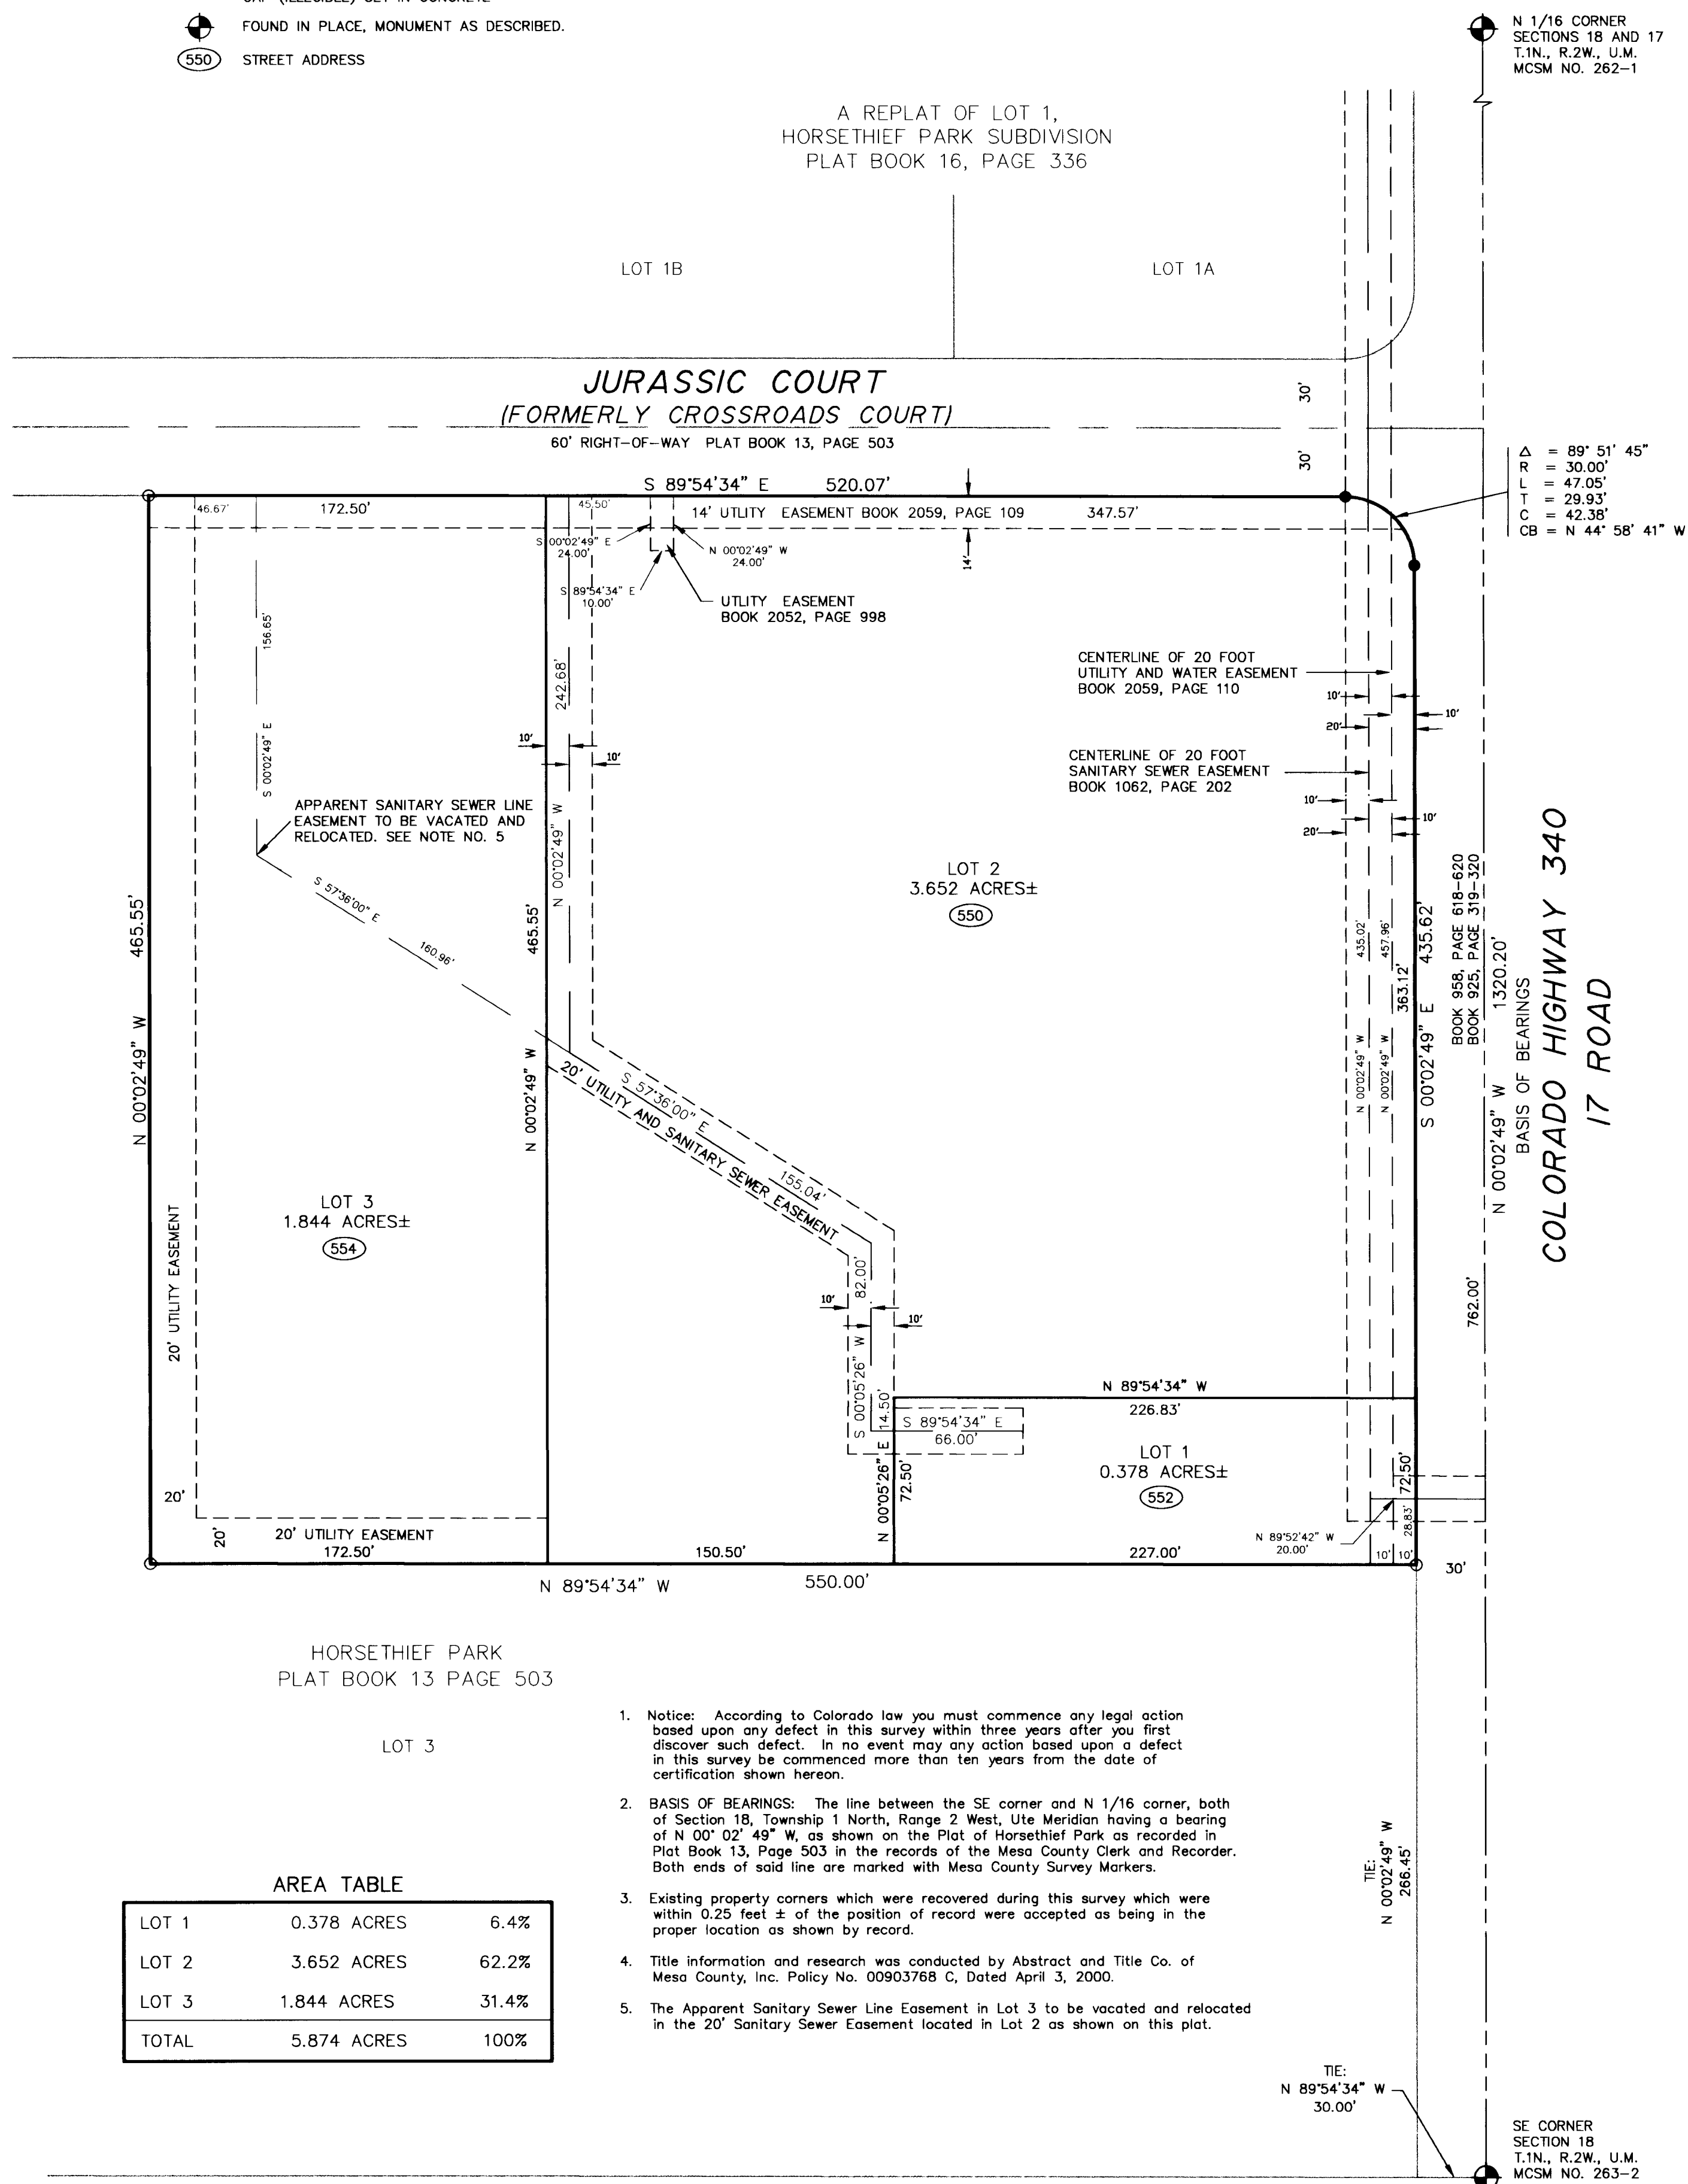 FOUND IN PLACE, MONUMENT AS DESCRIBED.
550 STREET ADDRESS
N 1/16 CORNER
SECTIONS 18 AND 17
T.1N., R.2W., U.M.
MCSM NO. 262-1
A REPLAT OF LOT 1,
HORSETHIEF PARK SUBDIVISION
PLAT BOOK 16, PAGE 336
LOT 1B
LOT 1A
JURASSIC COURT
(FORMERLY CROSSROADS COURT)
60' RIGHT-OF-WAY PLAT BOOK 13, PAGE 503
30'
30'
Δ = 89° 51' 45"
R = 30.00'
L = 47.05'
T = 29.93'
C = 42.38'
CB = N 44° 58' 41" W
S 89°54'34" E 520.07'
46.67'
172.50'
45.50'
14' UTLITY EASEMENT BOOK 2059, PAGE 109
347.57'
14'
S 00°02'49" E
24.00'
N 00°02'49" W
24.00'
S 89°54'34" E
10.00'
UTLITY EASEMENT
BOOK 2052, PAGE 998
156.65'
S 00°02'49" E
242.68'
N 00°02'49" W
10'
10'
CENTERLINE OF 20 FOOT
UTILITY AND WATER EASEMENT
BOOK 2059, PAGE 110
10'
10'
20'
CENTERLINE OF 20 FOOT
SANITARY SEWER EASEMENT
BOOK 1062, PAGE 202
10'
10'
20'
APPARENT SANITARY SEWER LINE
EASEMENT TO BE VACATED AND
RELOCATED. SEE NOTE NO. 5
S 57°36'00" E
160.96'
LOT 2
3.652 ACRES±
550
465.55'
N 00°02'49" W
465.55'
N 00°02'49" W
435.02'
N 00°02'49" W
457.96'
N 00°02'49" W
363.12'
435.62'
S 00°02'49" E
BOOK 958, PAGE 618-620
BOOK 925, PAGE 319-320
1320.20'
N 00°02'49" W
BASIS OF BEARINGS
COLORADO HIGHWAY 340
17 ROAD
762.00'
S 57°36'00" E
155.04'
20' UTILITY AND SANITARY SEWER EASEMENT
LOT 3
1.844 ACRES±
554
20' UTILITY EASEMENT
82.00'
S 00°05'26" W
10'
10'
14.50'
N 00°05'26" E
72.50'
N 89°54'34" W
226.83'
S 89°54'34" E
66.00'
LOT 1
0.378 ACRES±
552
72.50'
28.83'
N 89°52'42" W
20.00'
10'
10'
30'
20'
20'
20' UTILITY EASEMENT
172.50'
150.50'
227.00'
N 89°54'34" W 550.00'
HORSETHIEF PARK
PLAT BOOK 13 PAGE 503
LOT 3
1. Notice: According to Colorado law you must commence any legal action
based upon any defect in this survey within three years after you first
discover such defect. In no event may any action based upon a defect
in this survey be commenced more than ten years from the date of
certification shown hereon.
2. BASIS OF BEARINGS: The line between the SE corner and N 1/16 corner, both
of Section 18, Township 1 North, Range 2 West, Ute Meridian having a bearing
of N 00° 02' 49" W, as shown on the Plat of Horsethief Park as recorded in
Plat Book 13, Page 503 in the records of the Mesa County Clerk and Recorder.
Both ends of said line are marked with Mesa County Survey Markers.
3. Existing property corners which were recovered during this survey which were
within 0.25 feet ± of the position of record were accepted as being in the
proper location as shown by record.
4. Title information and research was conducted by Abstract and Title Co. of
Mesa County, Inc. Policy No. 00903768 C, Dated April 3, 2000.
5. The Apparent Sanitary Sewer Line Easement in Lot 3 to be vacated and relocated
in the 20' Sanitary Sewer Easement located in Lot 2 as shown on this plat.
AREA TABLE
LOT 1 0.378 ACRES 6.4%
LOT 2 3.652 ACRES 62.2%
LOT 3 1.844 ACRES 31.4%
TOTAL 5.874 ACRES 100%
TIE:
N 00°02'49" W
266.45'
TIE:
N 89°54'34" W
30.00'
SE CORNER
SECTION 18
T.1N., R.2W., U.M.
MCSM NO. 263-2